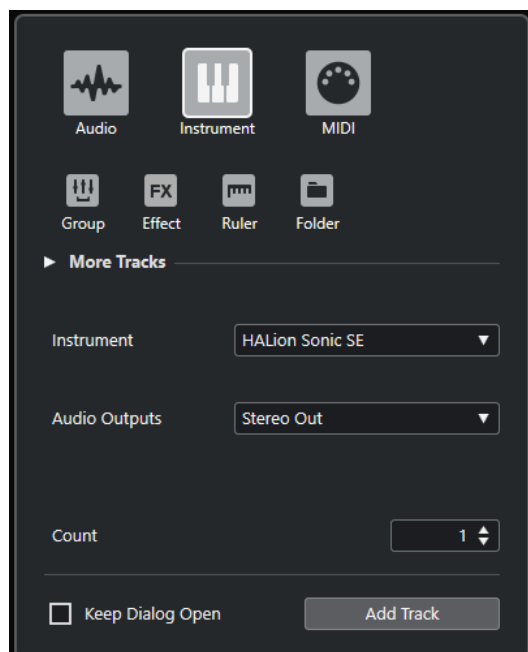 Audio Instrument MIDI
FX
Group Effect Ruler Folder
More Tracks
Instrument HALion Sonic SE
Audio Outputs Stereo Out
Count 1
Keep Dialog Open Add Track